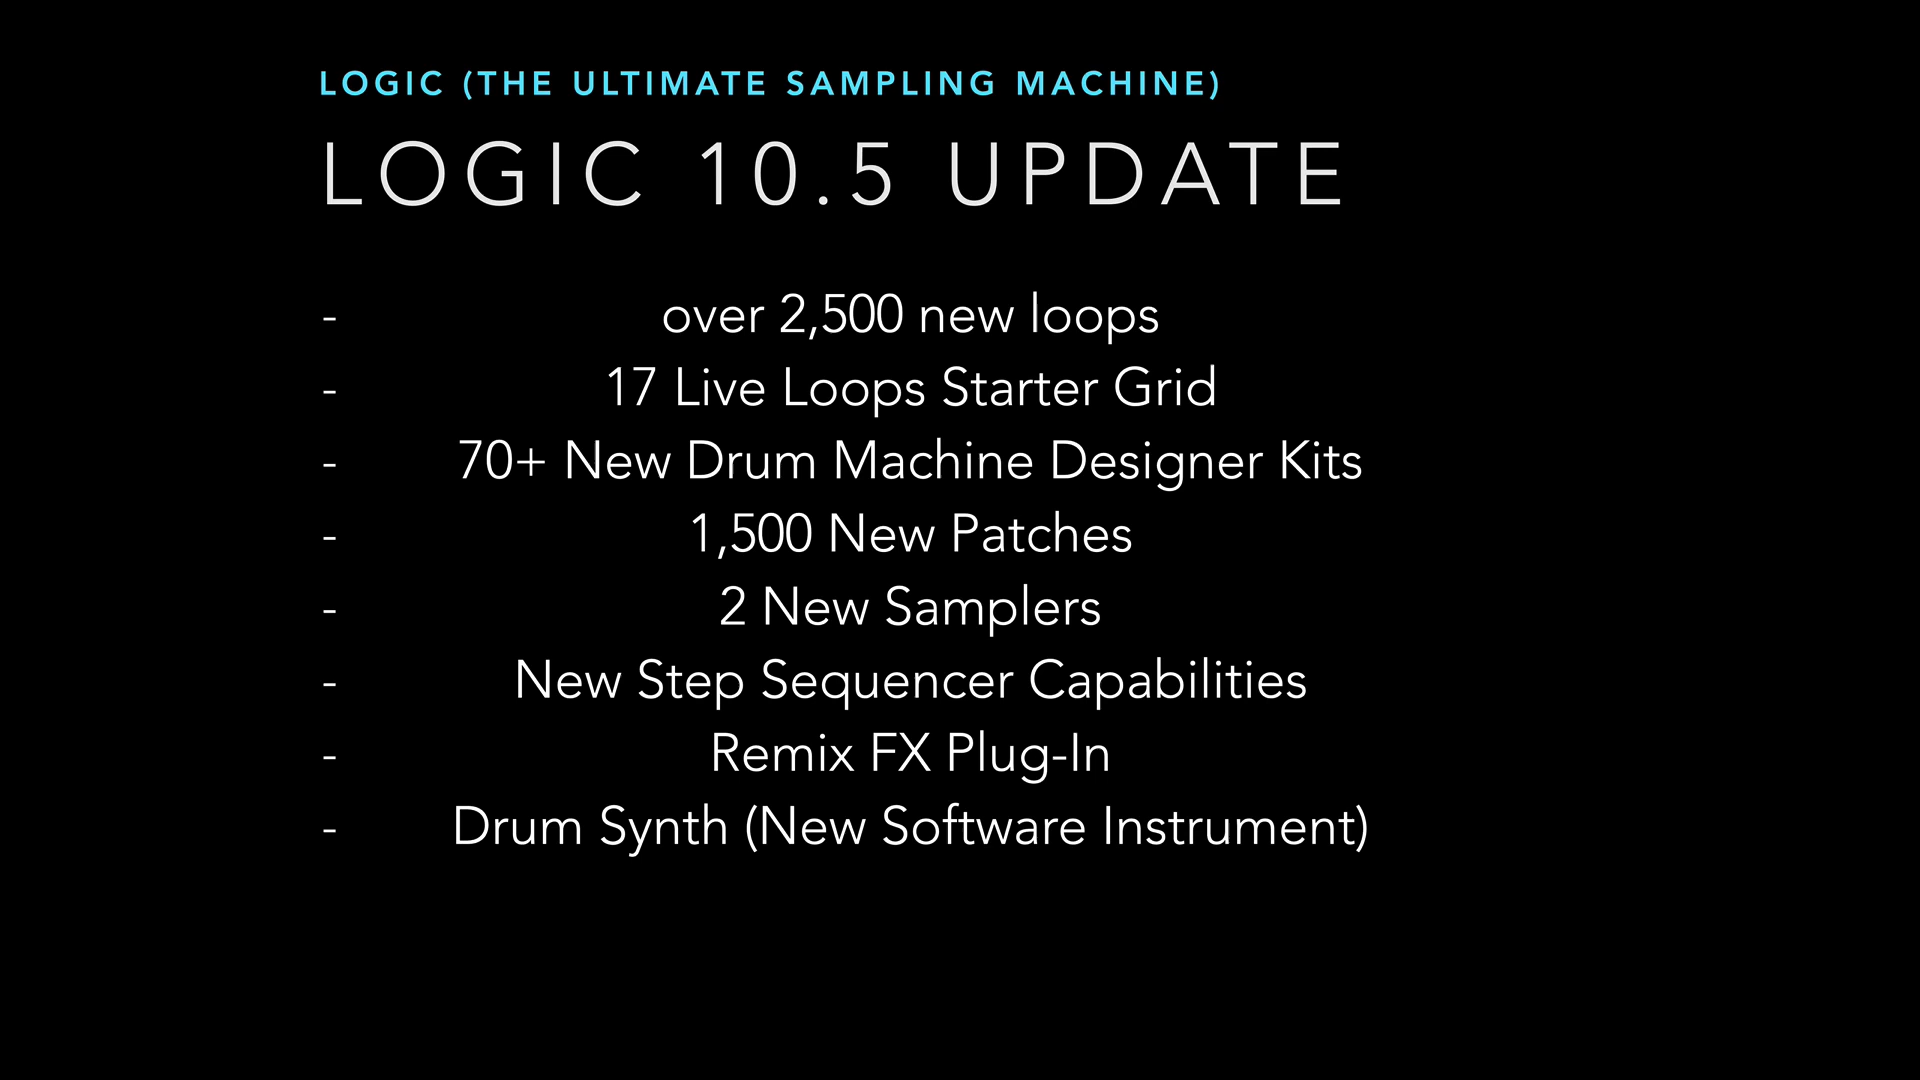 LOGIC (THE ULTIMATE SAMPLING MACHINE)
LOGIC 10.5 UPDATE
- over 2,500 new loops
- 17 Live Loops Starter Grid
- 70+ New Drum Machine Designer Kits
- 1,500 New Patches
- 2 New Samplers
- New Step Sequencer Capabilities
- Remix FX Plug-In
- Drum Synth (New Software Instrument)